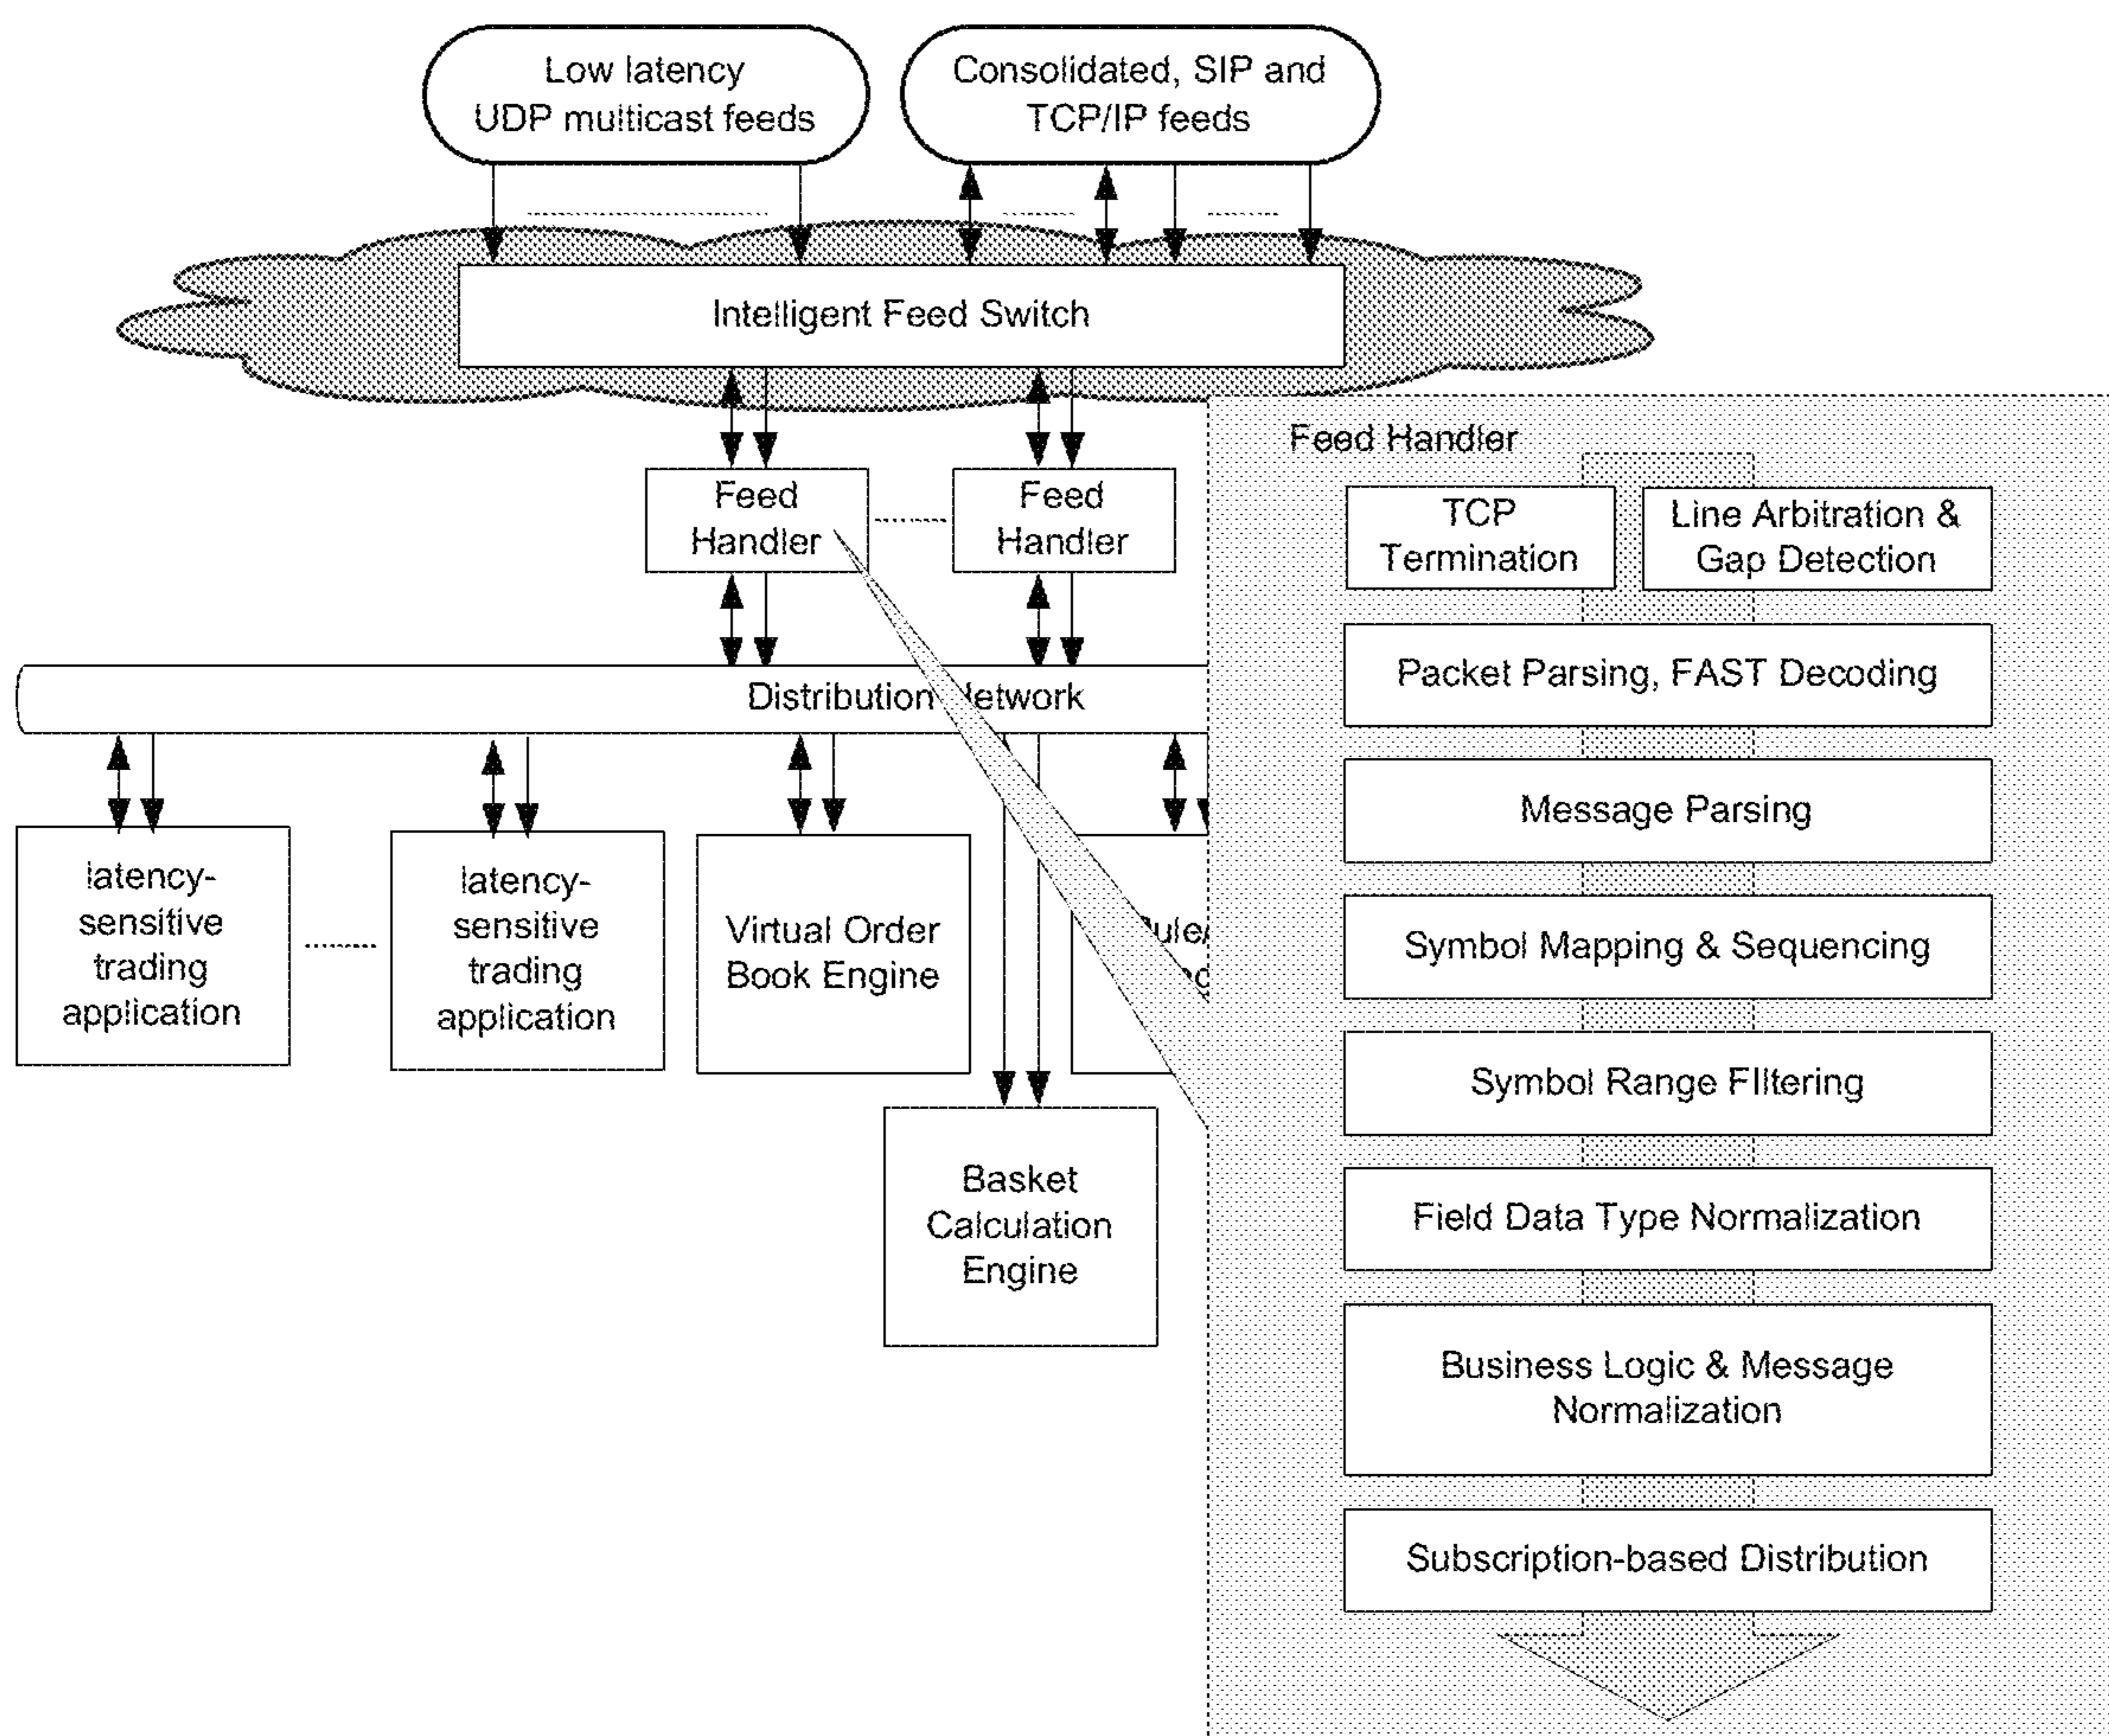 Low latency
UDP multicast feeds
Consolidated, SIP and
TCP/IP feeds
Intelligent Feed Switch
Feed
Handler
Feed
Handler
Distribution
latency-
sensitive
trading
application
latency-
sensitive
trading
application
Virtual Order
Book Engine
Basket
Calculation
Engine
Feed Handler
TCP
Termination
Line Arbitration &
Gap Detection
Packet Parsing, FAST Decoding
Message Parsing
Symbol Mapping & Sequencing
Symbol Range FIltering
Field Data Type Normalization
Business Logic & Message
Normalization
Subscription-based Distribution